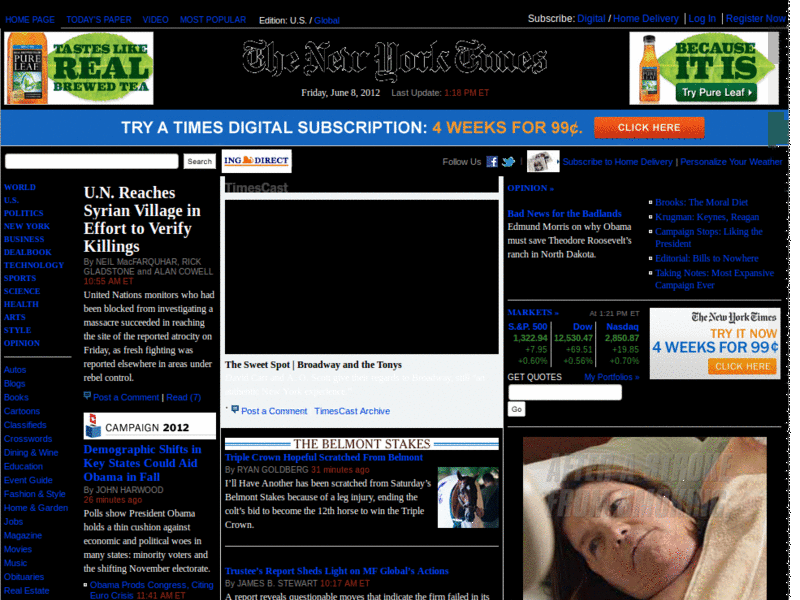 HOME PAGE TODAY'S PAPER VIDEO MOST POPULAR Edition: U.S. / Global
Subscribe: Digital / Home Delivery Log In Register Now
PURE LEAF
TASTES LIKE
REAL
BREWED TEA
The New York Times
Friday, June 8, 2012 Last Update: 1:18 PM ET
BECAUSE
IT IS
Try Pure Leaf
TRY A TIMES DIGITAL SUBSCRIPTION: 4 WEEKS FOR 99¢. CLICK HERE
Search
ING DIRECT
Follow Us
Subscribe to Home Delivery | Personalize Your Weather
WORLD
U.S.
POLITICS
NEW YORK
BUSINESS
DEALBOOK
TECHNOLOGY
SPORTS
SCIENCE
HEALTH
ARTS
STYLE
OPINION
Autos
Blogs
Books
Cartoons
Classifieds
Crosswords
Dining & Wine
Education
Event Guide
Fashion & Style
Home & Garden
Jobs
Magazine
Movies
Music
Obituaries
Real Estate
U.N. Reaches
Syrian Village in
Effort to Verify
Killings
By NEIL MacFARQUHAR, RICK
GLADSTONE and ALAN COWELL
10:55 AM ET
United Nations monitors who had
been blocked from investigating a
massacre succeeded in reaching
the site of the reported atrocity on
Friday, as fresh fighting was
reported elsewhere in areas under
rebel control.
Post a Comment | Read (7)
CAMPAIGN 2012
Demographic Shifts in
Key States Could Aid
Obama in Fall
By JOHN HARWOOD
26 minutes ago
Polls show President Obama
holds a thin cushion against
economic and political woes in
many states: minority voters and
the shifting November electorate.
Obama Prods Congress, Citing
Euro Crisis 11:41 AM ET
TimesCast
The Sweet Spot | Broadway and the Tonys
Post a Comment TimesCast Archive
THE BELMONT STAKES
Triple Crown Hopeful Scratched From Belmont
By RYAN GOLDBERG 31 minutes ago
I'll Have Another has been scratched from Saturday's
Belmont Stakes because of a leg injury, ending the
colt's bid to become the 12th horse to win the Triple
Crown.
Trustee's Report Sheds Light on MF Global's Actions
By JAMES B. STEWART 10:17 AM ET
A report reveals questionable moves that indicate the firm failed in its
OPINION »
Bad News for the Badlands
Edmund Morris on why Obama
must save Theodore Roosevelt's
ranch in North Dakota.
Brooks: The Moral Diet
Krugman: Keynes, Reagan
Campaign Stops: Liking the
President
Editorial: Bills to Nowhere
Taking Notes: Most Expansive
Campaign Ever
MARKETS » At 1:21 PM ET
S.&P. 500 Dow Nasdaq
1,322.94 12,530.47 2,850.87
+7.95 +69.51 +19.85
+0.60% +0.56% +0.70%
GET QUOTES My Portfolios »
Go
The New York Times
TRY IT NOW
4 WEEKS FOR 99¢
CLICK HERE